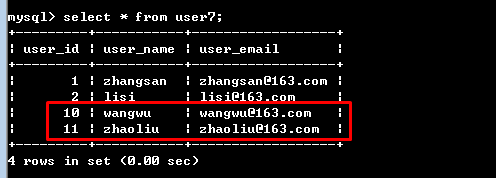 mysql> select * from user7;
+---------+-----------+------------------+
| user_id | user_name | user_email       |
+---------+-----------+------------------+
|       1 | zhangsan  | zhangsan@163.com |
|       2 | lisi      | lisi@163.com     |
|      10 | wangwu    | wangwu@163.com   |
|      11 | zhaoliu   | zhaoliu@163.com  |
+---------+-----------+------------------+
4 rows in set (0.00 sec)